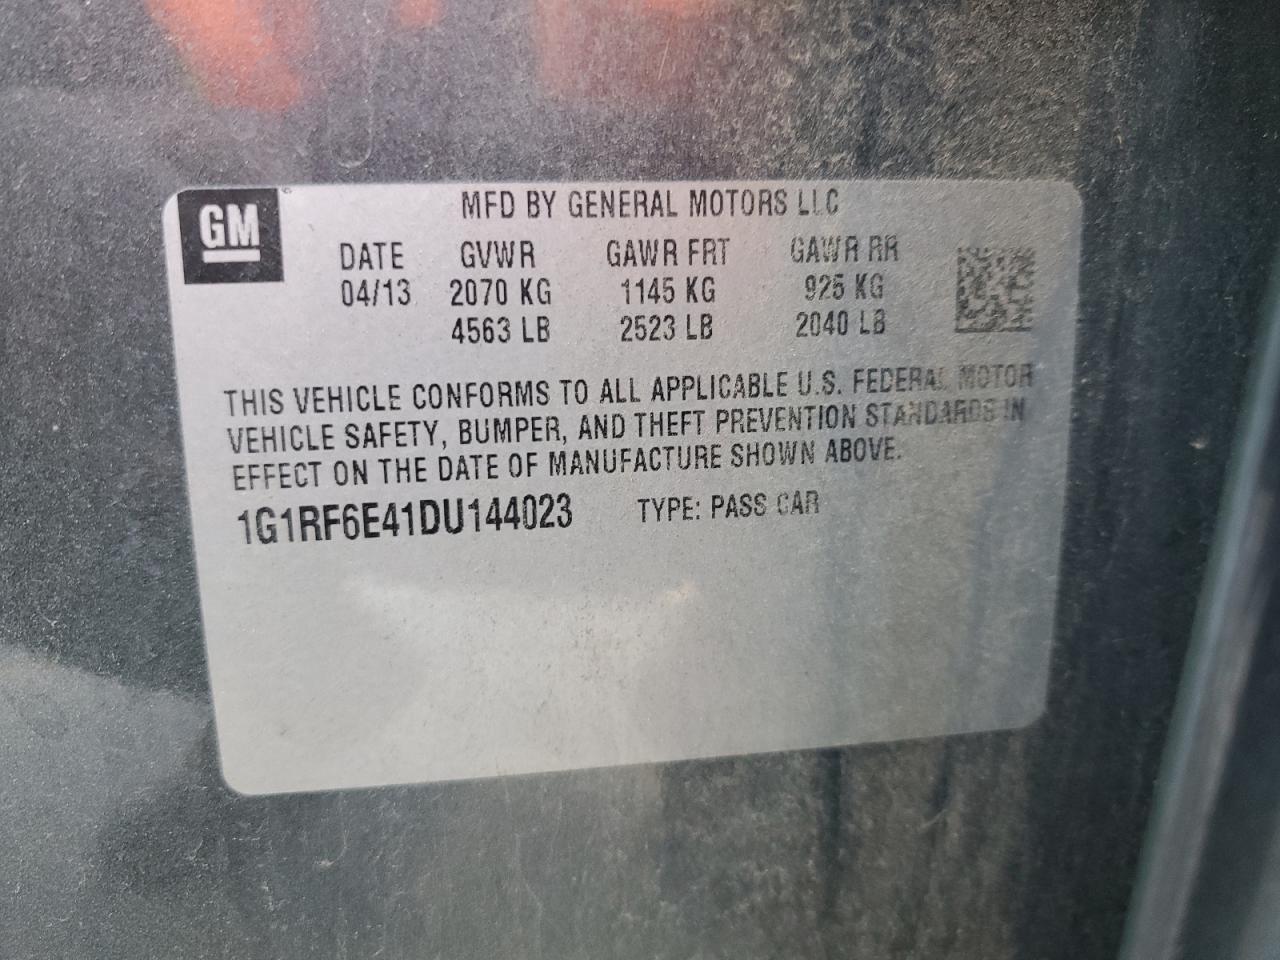 GM
MFD BY GENERAL MOTORS LLC
DATE GVWR GAWR FRT GAWR RR
04/13 2070 KG 1145 KG 925 KG
4563 LB 2523 LB 2040 LB
THIS VEHICLE CONFORMS TO ALL APPLICABLE U.S. FEDERAL MOTOR
VEHICLE SAFETY, BUMPER, AND THEFT PREVENTION STANDARDS IN
EFFECT ON THE DATE OF MANUFACTURE SHOWN ABOVE.
1G1RF6E41DU144023 TYPE: PASS CAR